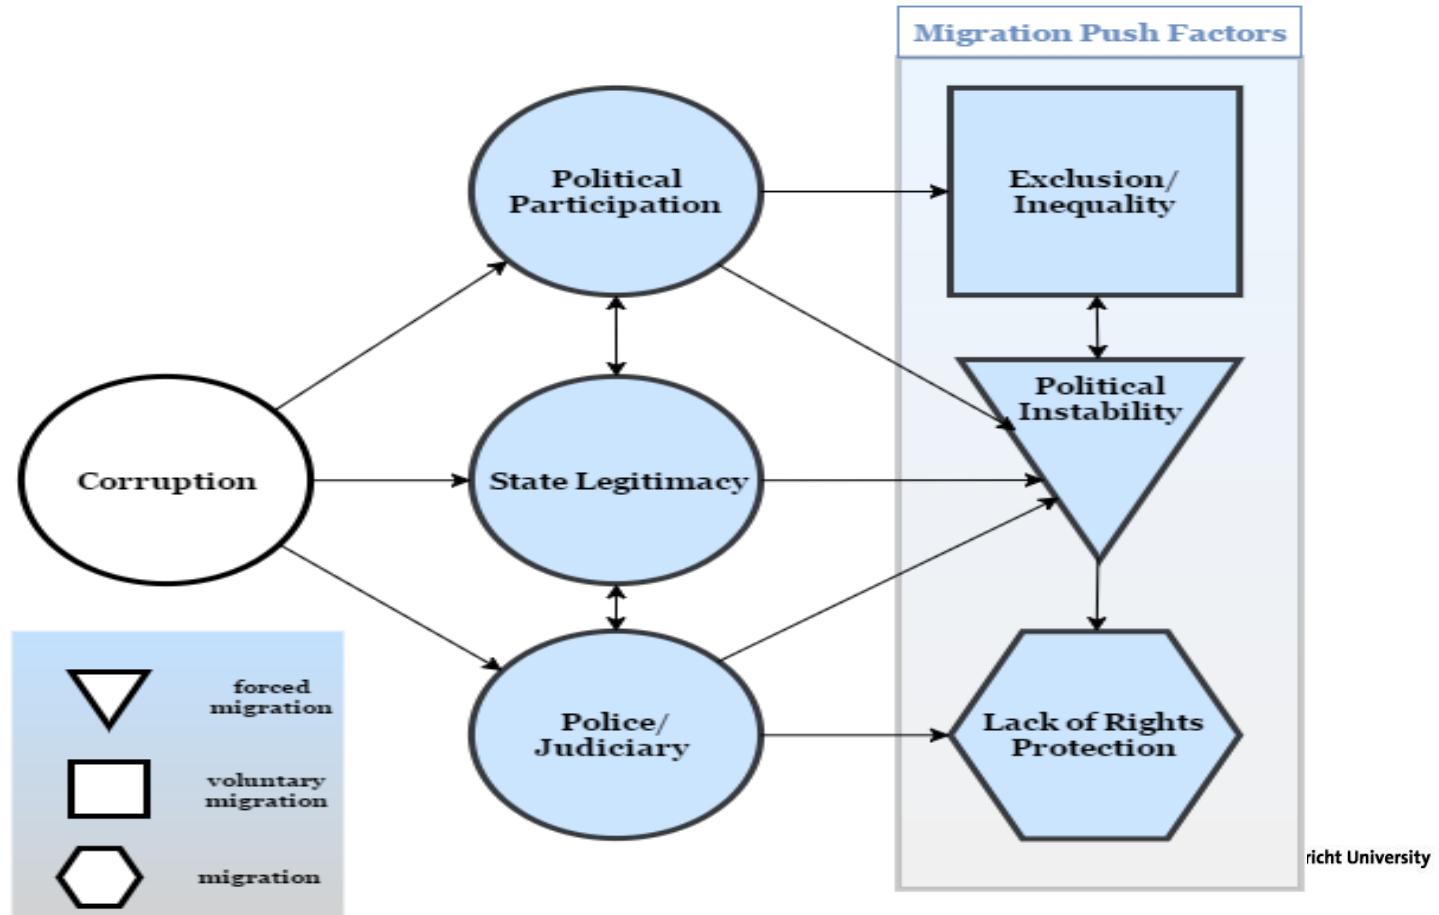 Migration Push Factors
Political
Participation
Exclusion/
Inequality
Political
Instability
Corruption
State Legitimacy
Police/
Judiciary
Lack of Rights
Protection
forced
migration
voluntary
migration
migration
University